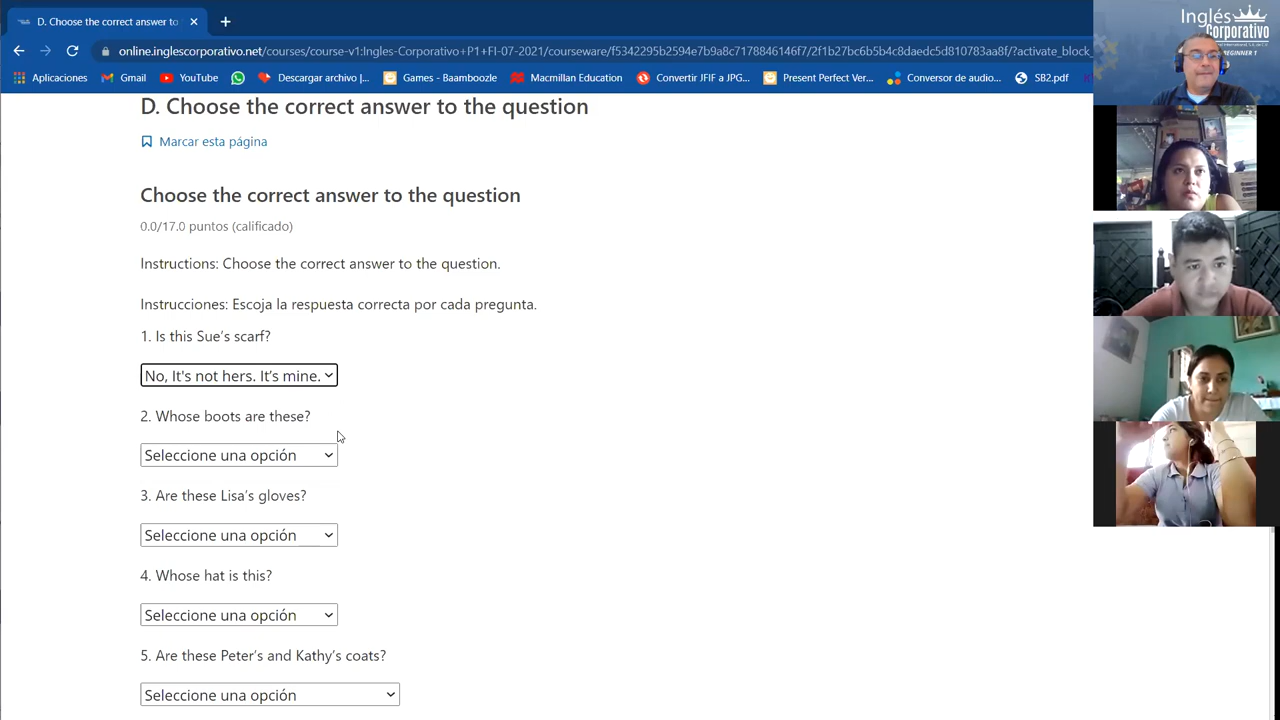 D. Choose the correct answer to
online.inglescorporativo.net/courses/course-v1:Ingles-Corporativo+P1+FI-07-2021/courseware/f5342295b2594e7b9a8c7178846146f7/2f1b27bc6b5b4c8daedc5d810783aa8f/?activate_block_
Aplicaciones
Gmail
YouTube
Descargar archivo |...
Games - Baamboozle
Macmillan Education
Convertir JFIF a JPG...
Present Perfect Ver...
Conversor de audio...
SB2.pdf
Inglés
Corporativo
BEGINNER 1
D. Choose the correct answer to the question
Marcar esta página
Choose the correct answer to the question
0.0/17.0 puntos (calificado)
Instructions: Choose the correct answer to the question.
Instrucciones: Escoja la respuesta correcta por cada pregunta.
1. Is this Sue’s scarf?
No, It's not hers. It’s mine.
2. Whose boots are these?
Seleccione una opción
3. Are these Lisa’s gloves?
Seleccione una opción
4. Whose hat is this?
Seleccione una opción
5. Are these Peter’s and Kathy’s coats?
Seleccione una opción